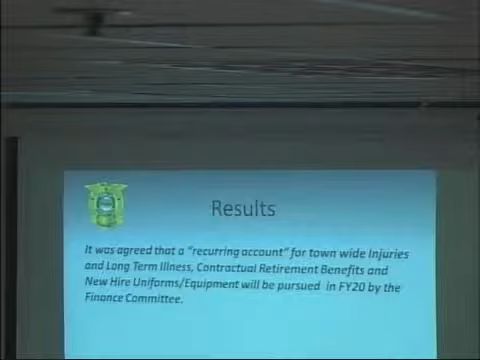 Results
It was agreed that a "recurring account" for town wide Injuries
and Long Term Illness, Contractual Retirement Benefits and
New Hire Uniforms/Equipment will be pursued in FY20 by the
Finance Committee.